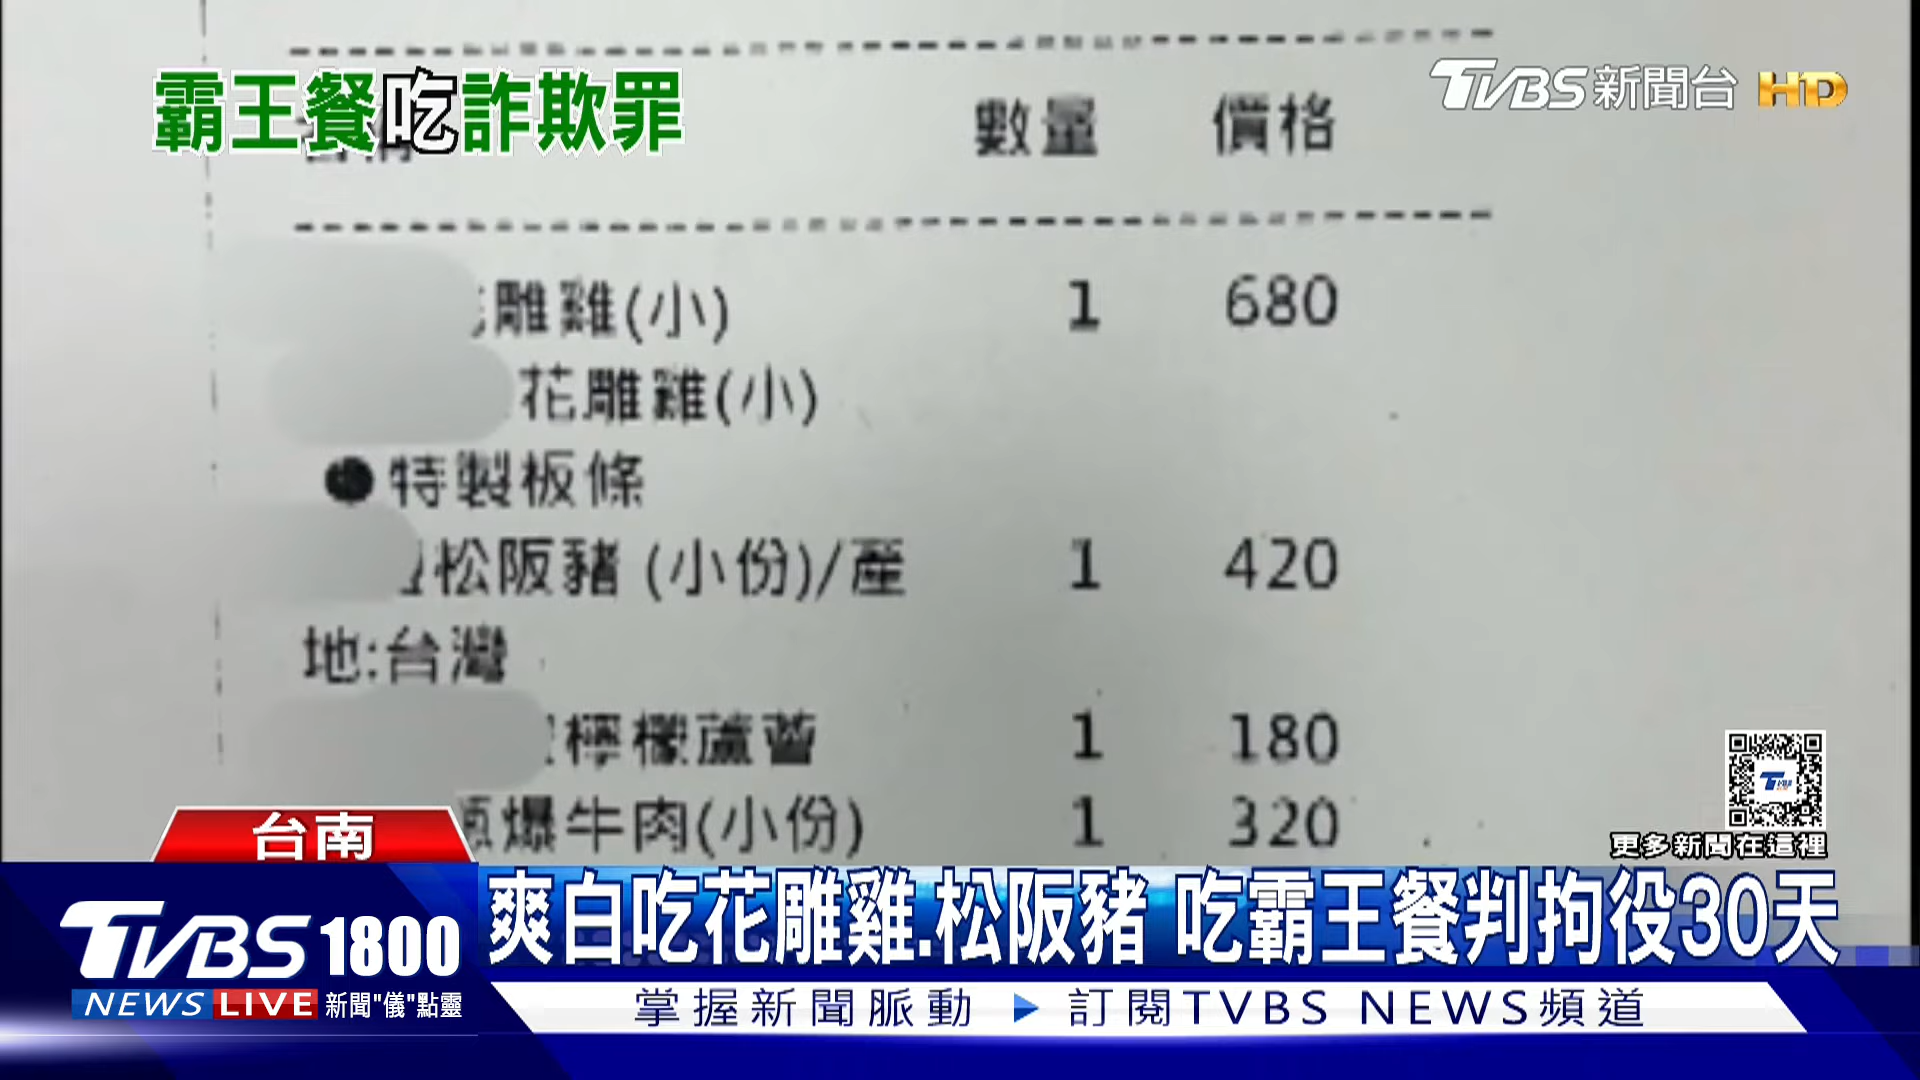 霸王餐吃詐欺罪
TVBS新聞台 HD
數量 價格
雕雞(小) 1 680
花雕雞(小)
●特製板條
松阪豬 (小份)/產 1 420
地:台灣
檸檬蘆薈 1 180
爆牛肉(小份) 1 320
更多新聞在這裡
台南
爽白吃花雕雞.松阪豬 吃霸王餐判拘役30天
TVBS 1800
NEWS LIVE 新聞"儀"點靈
掌握新聞脈動 ▶ 訂閱TVBS NEWS頻道